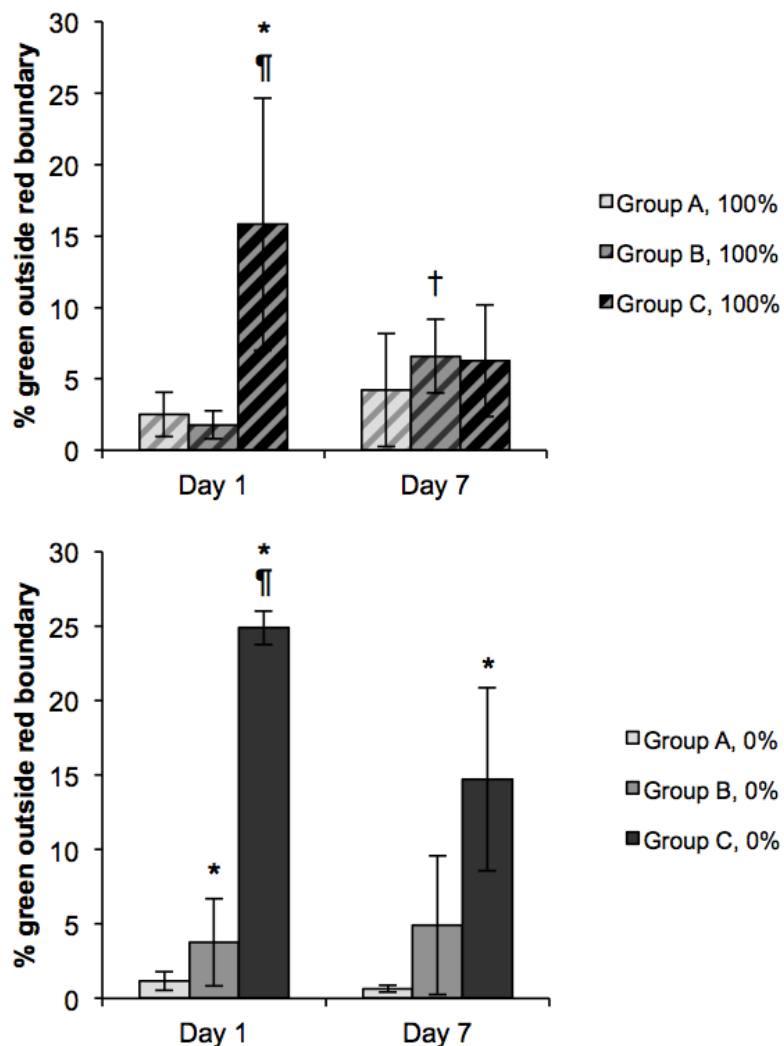 % green outside red boundary
30
25
20
15
10
5
0
*
¶
†
Day 1
Day 7
Group A, 100%
Group B, 100%
Group C, 100%
% green outside red boundary
30
25
20
15
10
5
0
*
*
¶
*
Day 1
Day 7
Group A, 0%
Group B, 0%
Group C, 0%